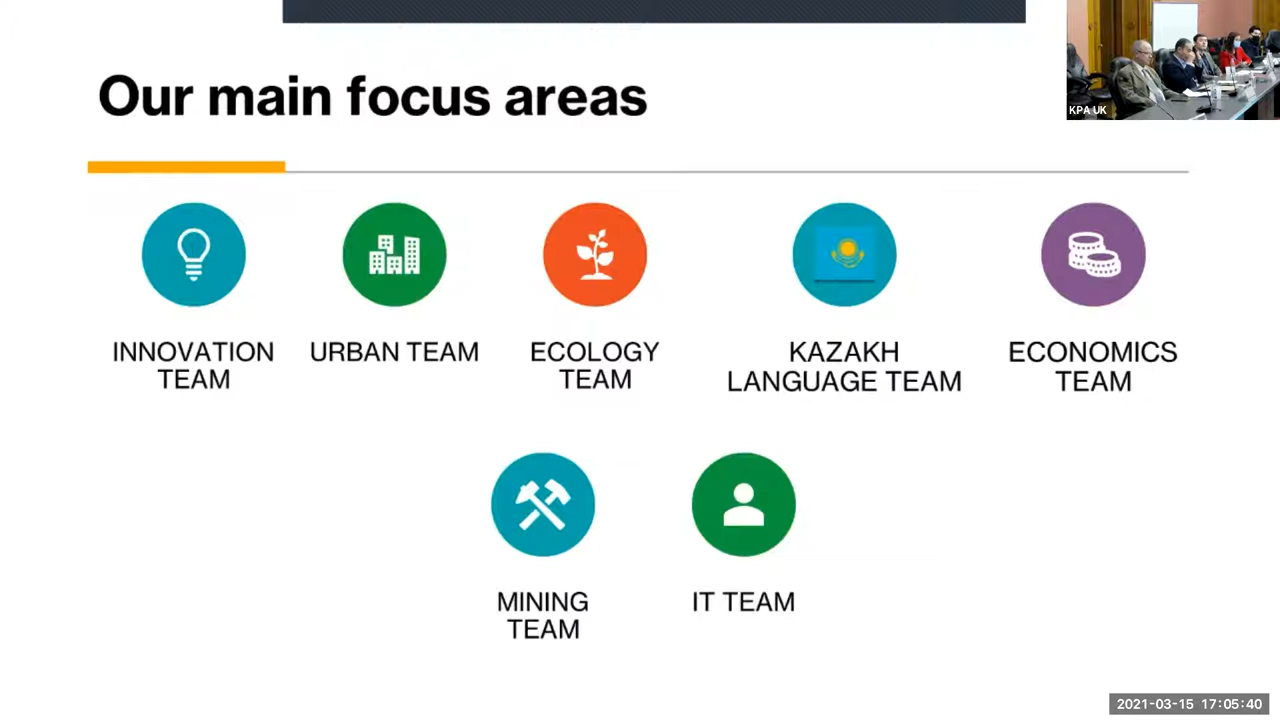 Our main focus areas
KPA UK
INNOVATION
TEAM
URBAN TEAM
ECOLOGY
TEAM
KAZAKH
LANGUAGE TEAM
ECONOMICS
TEAM
MINING
TEAM
IT TEAM
2021-03-15 17:05:40